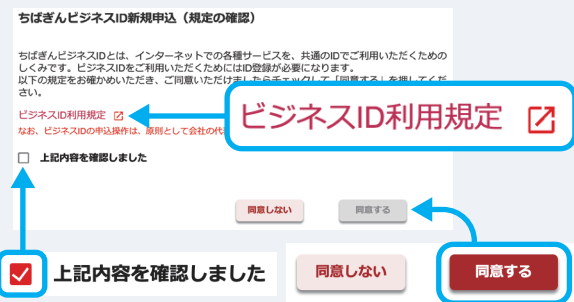 ちばぎんビジネスID新規申込（規定の確認）
ちばぎんビジネスIDとは、インターネットでの各種サービスを、共通のIDでご利用いただくための
しくみです。ビジネスIDをご利用いただくためにはID登録が必要になります。
以下の規定をお確かめいただき、ご同意いただけましたらチェックして「同意する」を押してくだ
さい。
ビジネスID利用規定
ビジネスID利用規定
なお、ビジネスIDの申込操作は、原則として会社の代
上記内容を確認しました
同意しない
同意する
上記内容を確認しました
同意しない
同意する